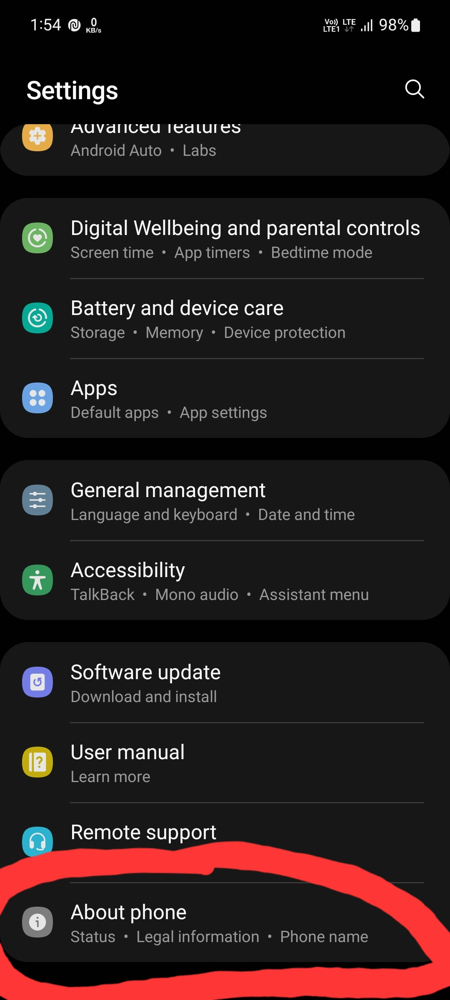 1:54 0 KB/s Vo)) LTE1 LTE 98%
Settings
Advanced features
Android Auto • Labs
Digital Wellbeing and parental controls
Screen time • App timers • Bedtime mode
Battery and device care
Storage • Memory • Device protection
Apps
Default apps • App settings
General management
Language and keyboard • Date and time
Accessibility
TalkBack • Mono audio • Assistant menu
Software update
Download and install
User manual
Learn more
Remote support
About phone
Status • Legal information • Phone name